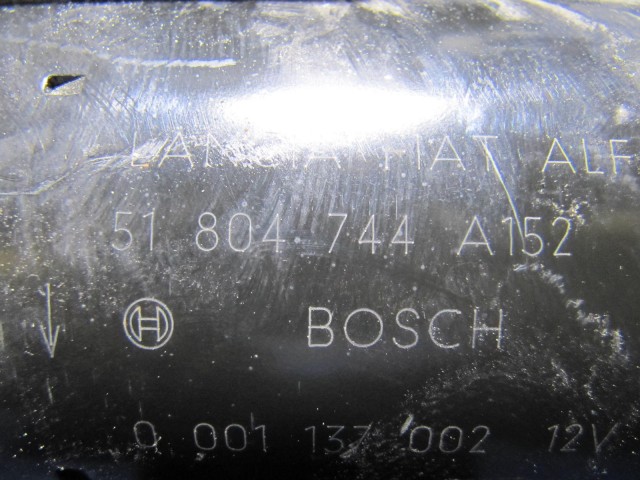 LANCIA FIAT ALF
51 804 744 A152
BOSCH
0 001 137 002 12V